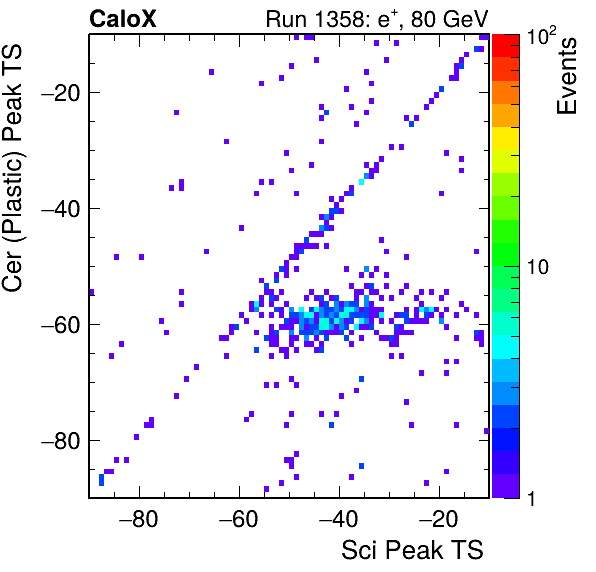 CaloX Run 1358: e⁺, 80 GeV
Cer (Plastic) Peak TS
−20
−40
−60
−80
−80 −60 −40 −20
Sci Peak TS
10²
10
1
Events